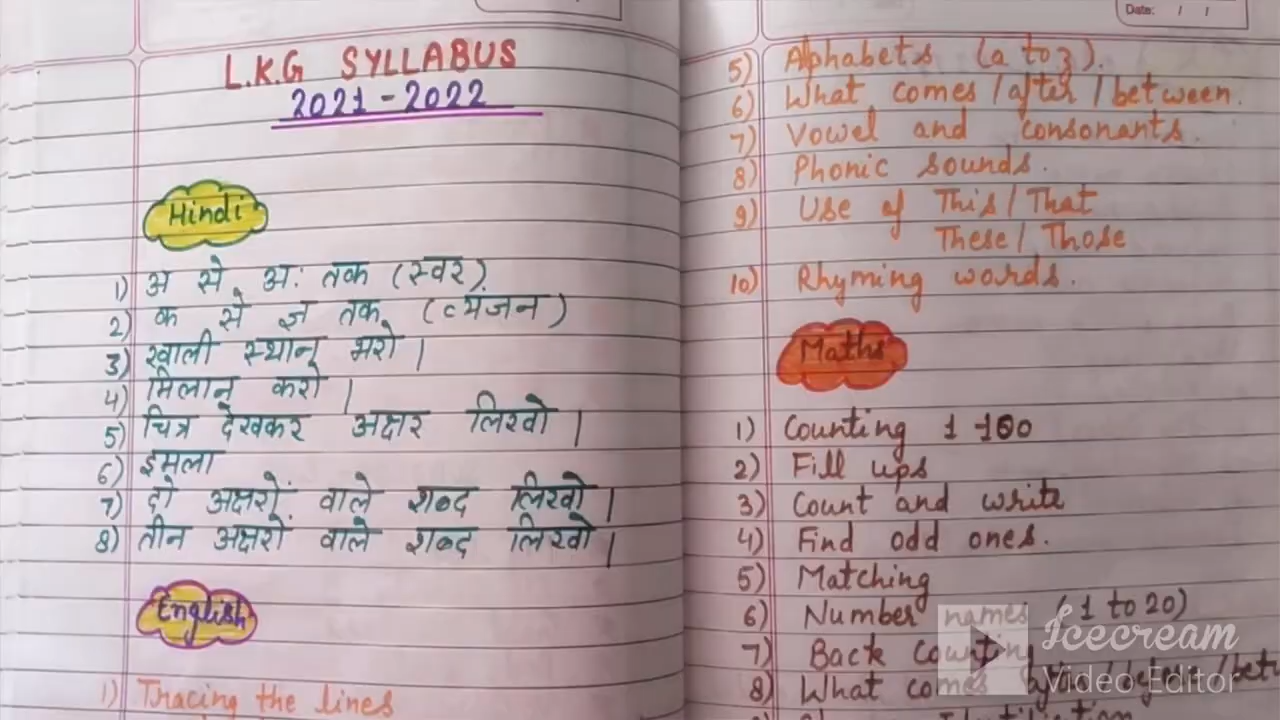 L.K.G SYLLABUS
2021-2022
Hindi
1) अ से अः तक (स्वर)
2) क से ज्ञ तक (व्यंजन)
3) खाली स्थान भरो।
4) मिलान करो।
5) चित्र देखकर अक्षर लिखो।
6) इमला
7) दो अक्षरों वाले शब्द लिखो।
8) तीन अक्षरों वाले शब्द लिखो।
English
1) Tracing the lines
Date: / /
5) Alphabets (a to z).
6) What comes/after/between.
7) Vowel and consonants.
8) Phonic sounds.
9) Use of This/That
These/Those
10) Rhyming words.
Maths
1) Counting 1-100
2) Fill ups
3) Count and write
4) Find odd ones.
5) Matching
6) Number names (1 to 20)
7) Back counting
8) What comes
Icecream
Video Editor